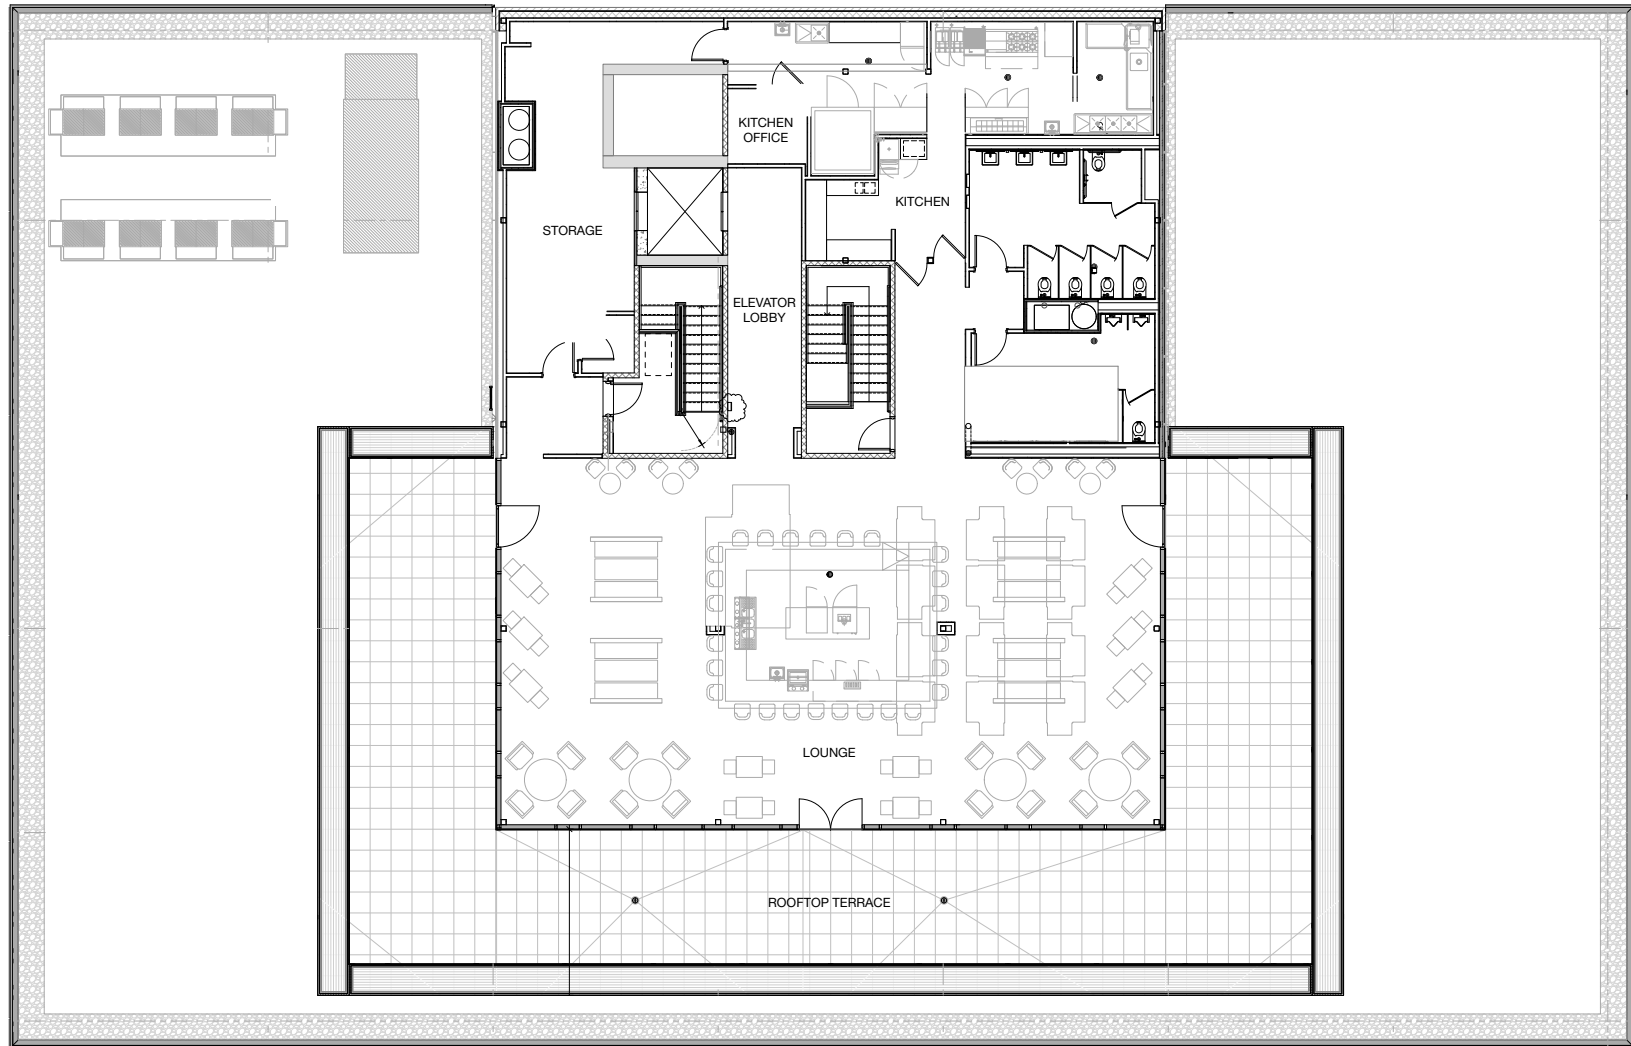 KITCHEN
OFFICE
KITCHEN
STORAGE
ELEVATOR
LOBBY
LOUNGE
ROOFTOP TERRACE